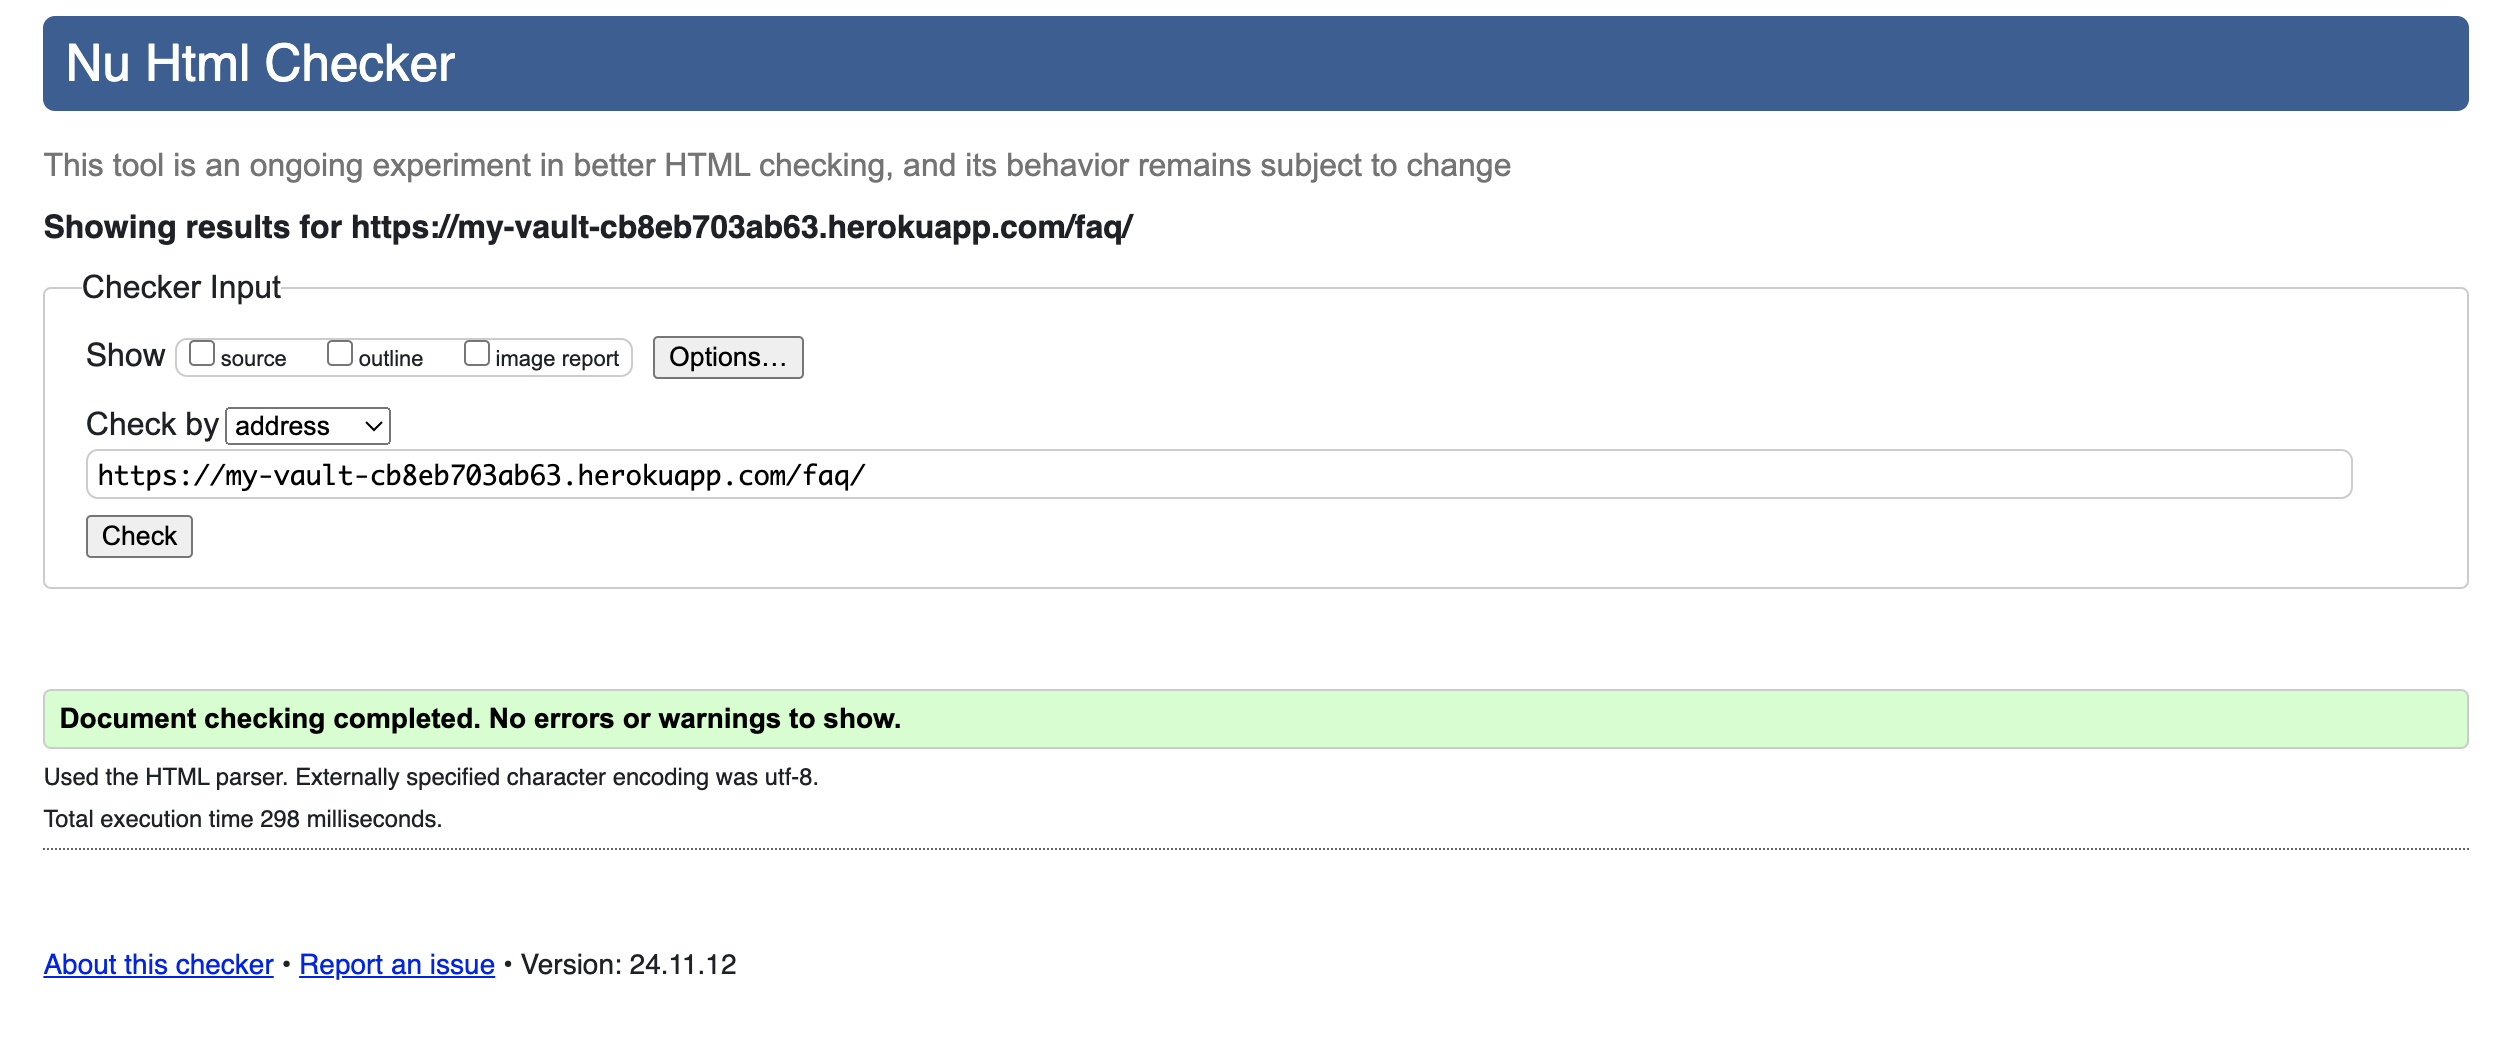 Nu Html Checker
This tool is an ongoing experiment in better HTML checking, and its behavior remains subject to change
Showing results for https://my-vault-cb8eb703ab63.herokuapp.com/faq/
Checker Input
Show source outline image report Options...
Check by address
https://my-vault-cb8eb703ab63.herokuapp.com/faq/
Check
Document checking completed. No errors or warnings to show.
Used the HTML parser. Externally specified character encoding was utf-8.
Total execution time 298 milliseconds.
About this checker • Report an issue • Version: 24.11.12